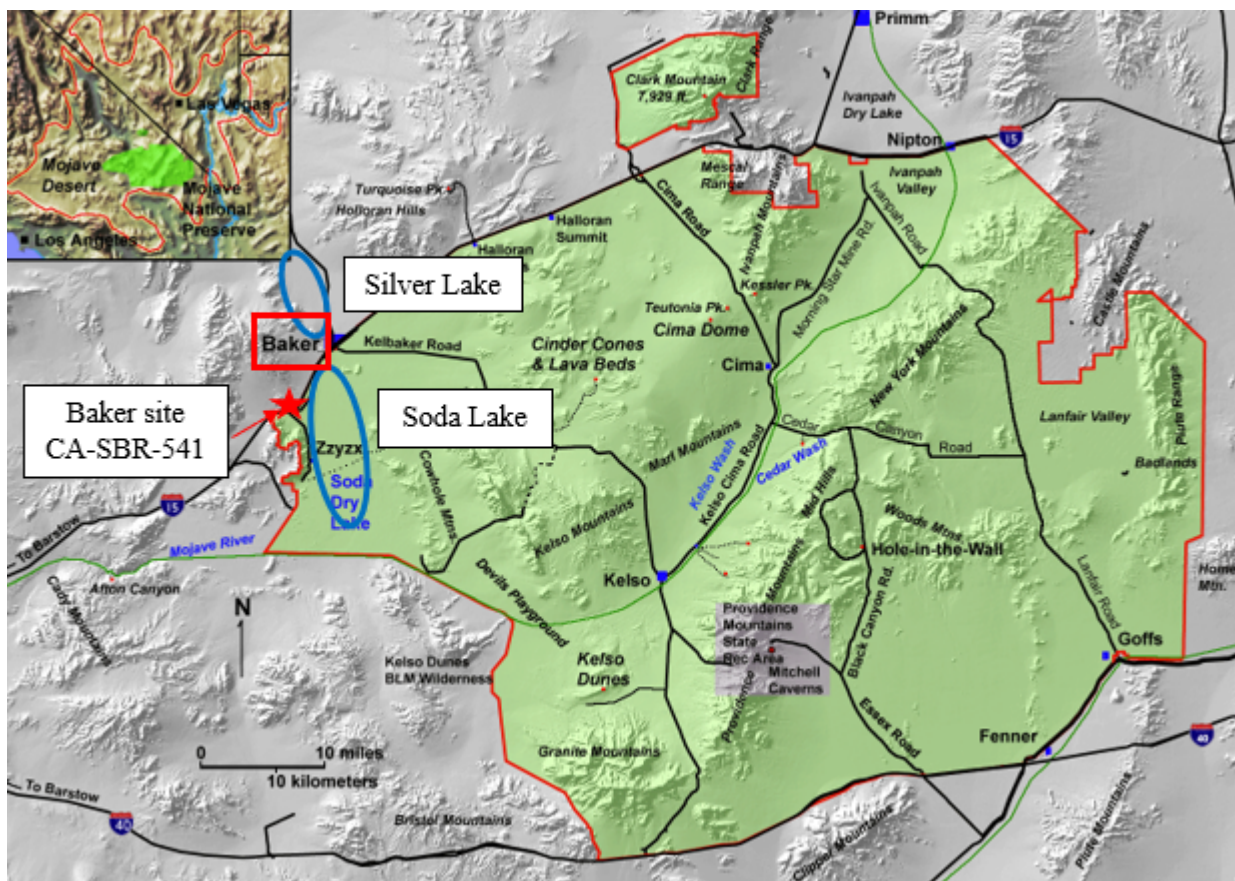 Las Vegas
Mojave
Desert
Mojave
National
Preserve
Los Angeles
Primm
Clark Mountain
7,929 ft.
Clark Range
Ivanpah
Dry Lake
Nipton
15
Mescal
Range
Ivanpah Mountains
Ivanpah
Valley
Ivanpah Road
Turquoise Pk.
Holloran Hills
Halloran
Summit
Halloran
Cima Road
Morning Star Mine Rd.
Castle Mountains
Silver Lake
Kessler Pk.
Teutonia Pk.
Cima Dome
Baker
Kelbaker Road
Cinder Cones
& Lava Beds
Cima
New York Mountains
Piute Range
Baker site
CA-SBR-541
Soda Lake
Lanfair Valley
Cedar
Canyon
Road
Badlands
Zzyzx
Marl Mountains
Kelso Wash
Kelso Cima Road
Cedar Wash
Mid Hills
Soda
Dry
Lake
Cowhole Mtns.
15
To Barstow
Mojave River
Kelso Mountains
Woods Mtns.
Hole-in-the-Wall
Lanfair Road
Home
Mtn.
Afton Canyon
Cady Mountains
N
Devils Playground
Kelso
Providence Mountains
Providence
Mountains
State
Rec Area
Mitchell
Caverns
Black Canyon Rd.
Goffs
Kelso Dunes
BLM Wilderness
Kelso
Dunes
Essex Road
Fenner
40
0 10 miles
10 kilometers
Granite Mountains
To Barstow
40
Bristol Mountains
Clipper Mountains
Piute Mountains